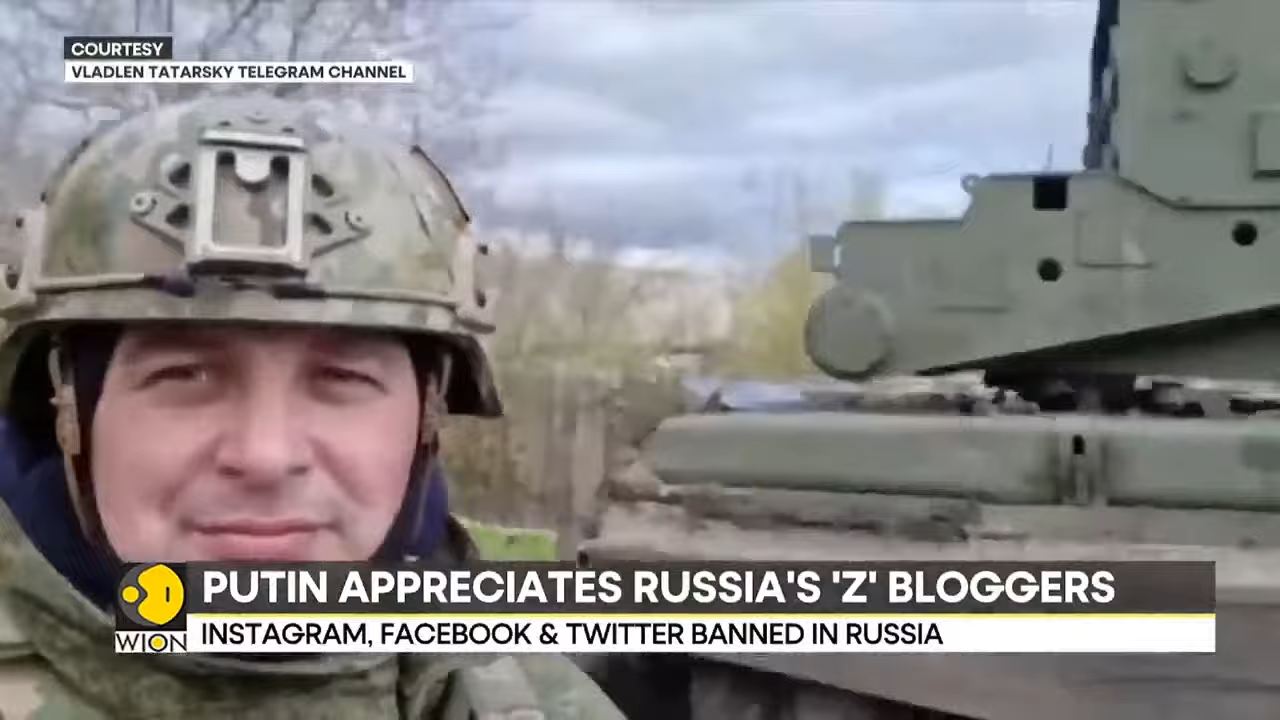 COURTESY
VLADLEN TATARSKY TELEGRAM CHANNEL
PUTIN APPRECIATES RUSSIA'S 'Z' BLOGGERS
WION
INSTAGRAM, FACEBOOK & TWITTER BANNED IN RUSSIA